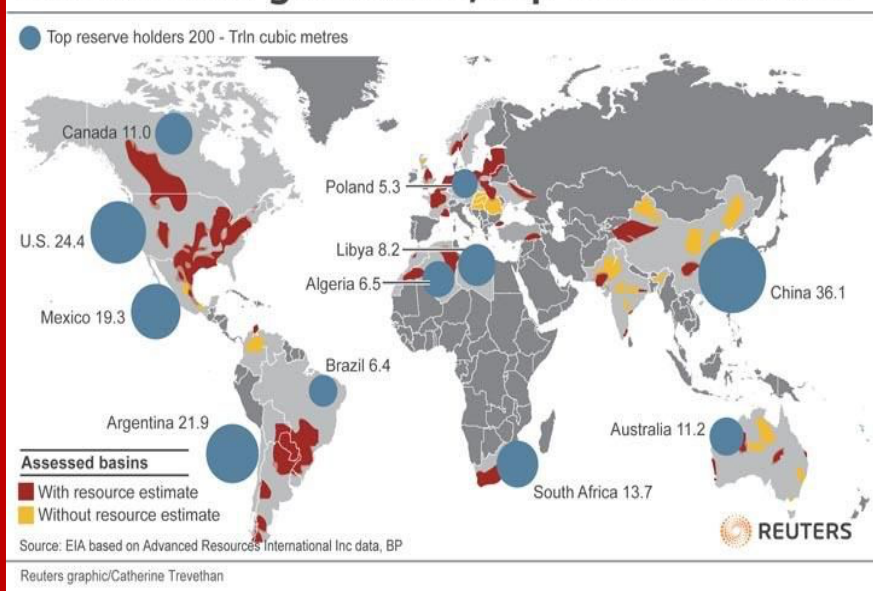 Top reserve holders 200 - Trln cubic metres
Canada 11.0
Poland 5.3
U.S. 24.4
Libya 8.2
Algeria 6.5
China 36.1
Mexico 19.3
Brazil 6.4
Argentina 21.9
Australia 11.2
South Africa 13.7
Assessed basins
With resource estimate
Without resource estimate
REUTERS
Source: EIA based on Advanced Resources International Inc data, BP
Reuters graphic/Catherine Trevethan